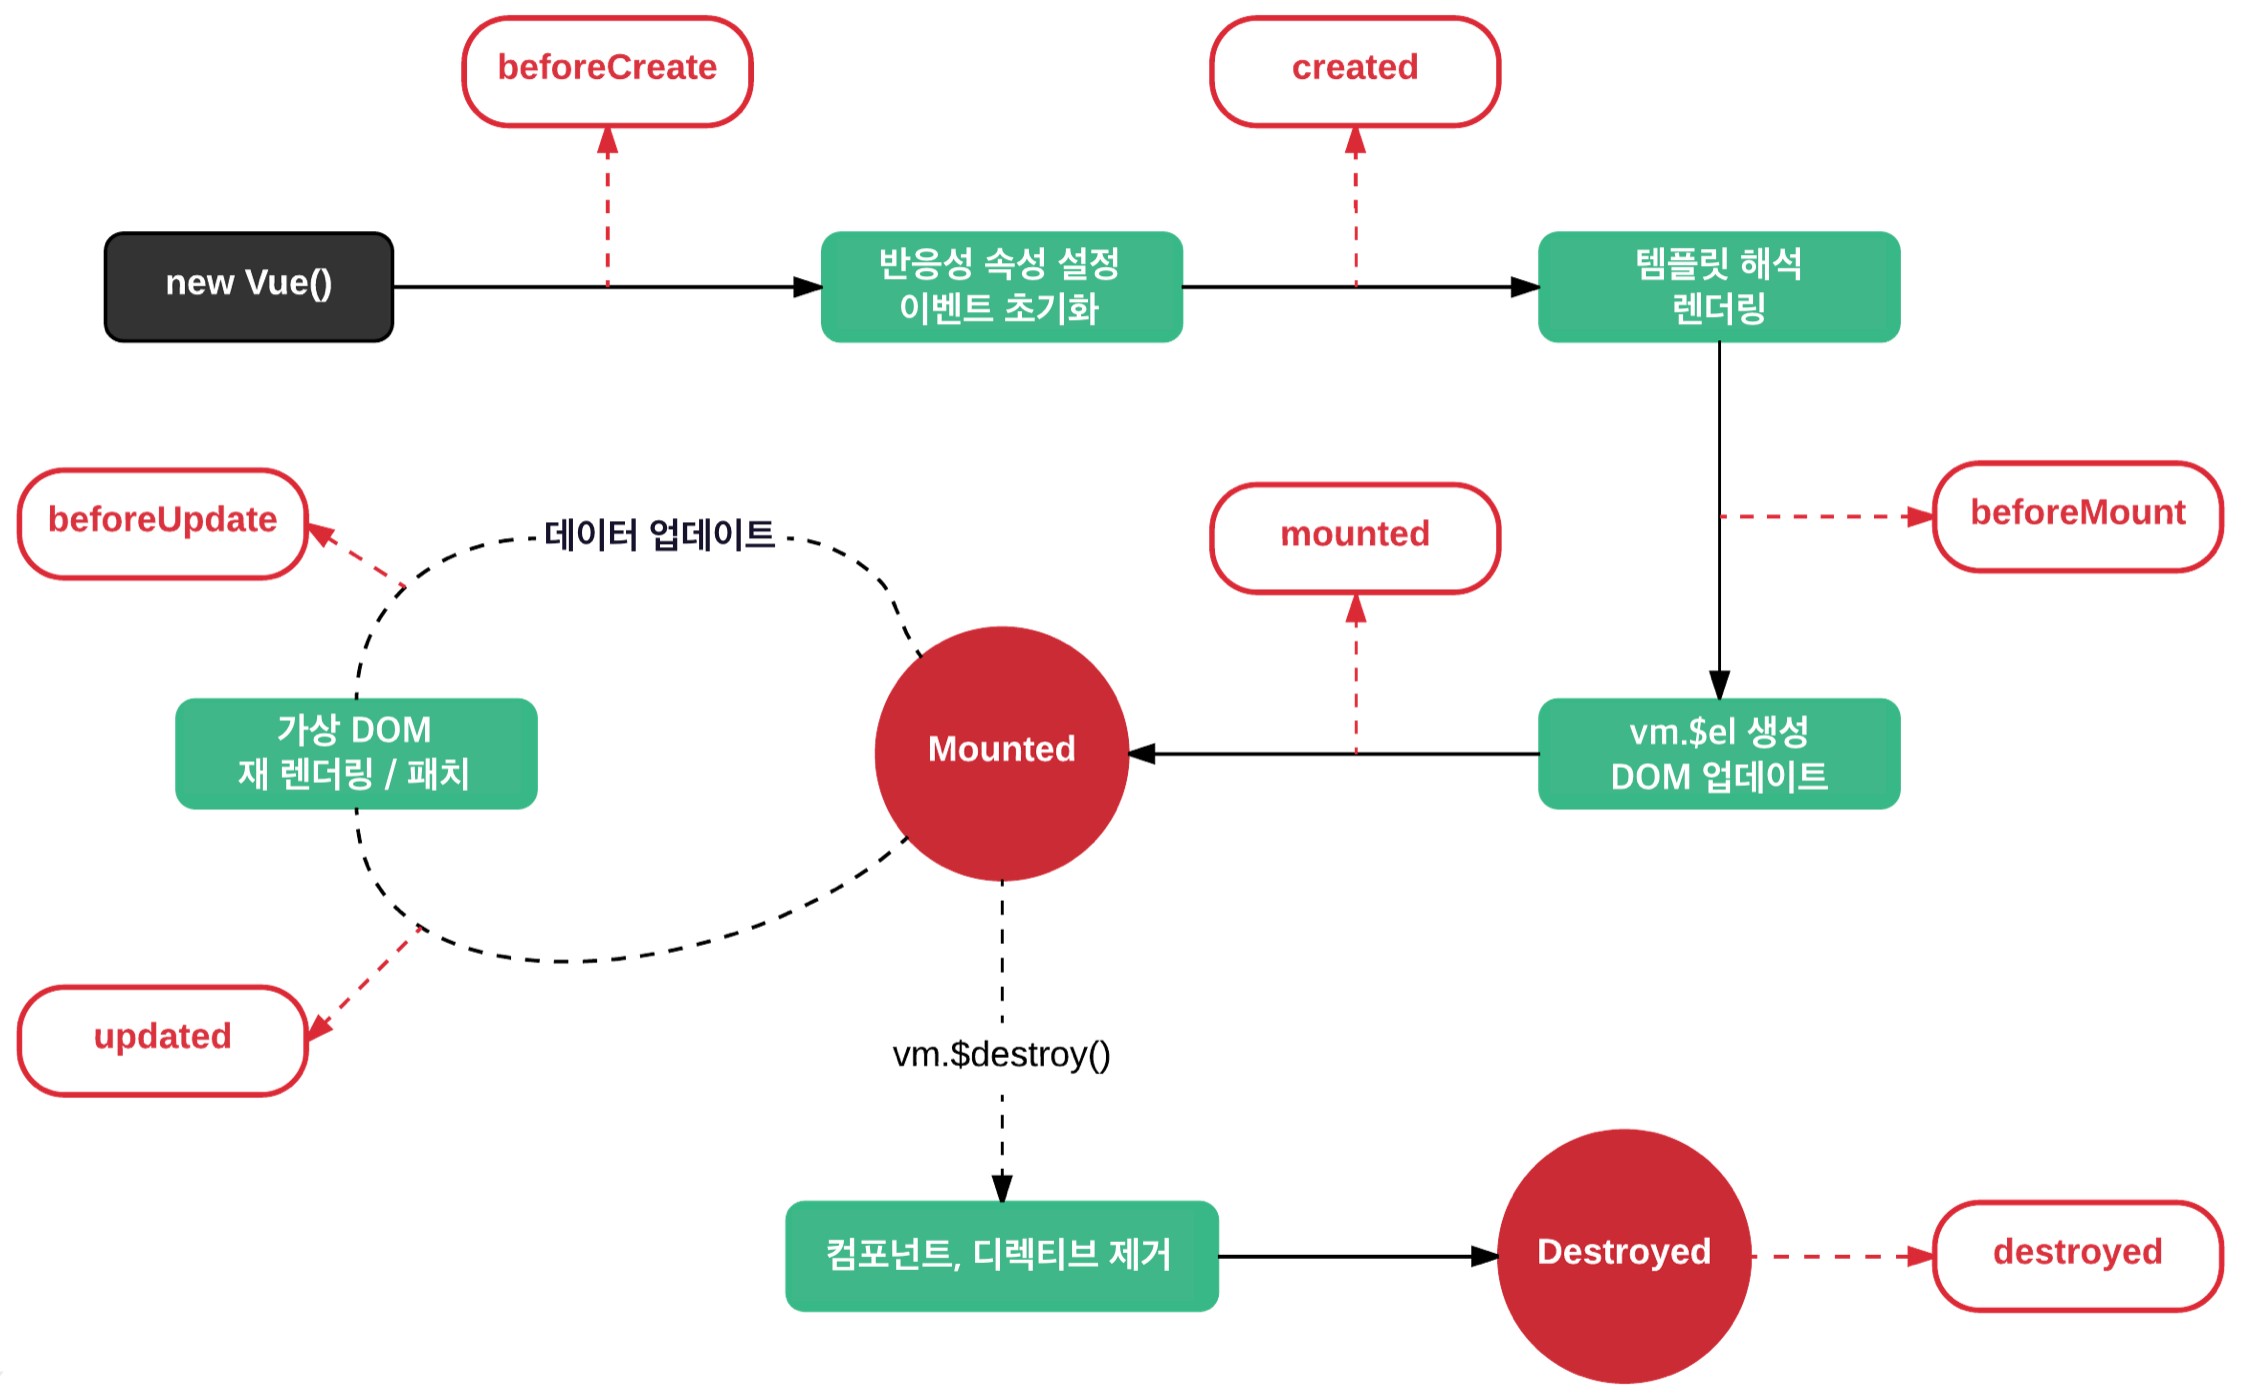 beforeCreate
created
new Vue()
반응성 속성 설정
이벤트 초기화
템플릿 해석
렌더링
beforeUpdate
데이터 업데이트
mounted
beforeMount
가상 DOM
재 렌더링 / 패치
Mounted
vm.$el 생성
DOM 업데이트
updated
vm.$destroy()
컴포넌트, 디렉티브 제거
Destroyed
destroyed